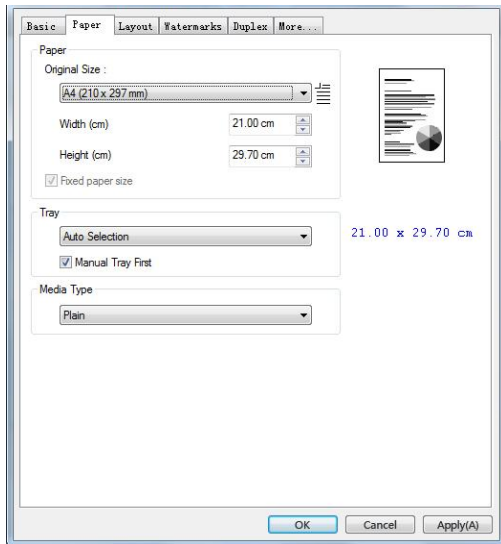 Basic Paper Layout Watermarks Duplex More...
Paper
Original Size :
A4 (210 x 297 mm)
Width (cm) 21.00 cm
Height (cm) 29.70 cm
Fixed paper size
Tray
Auto Selection
21.00 x 29.70 cm
Manual Tray First
Media Type
Plain
OK Cancel Apply(A)